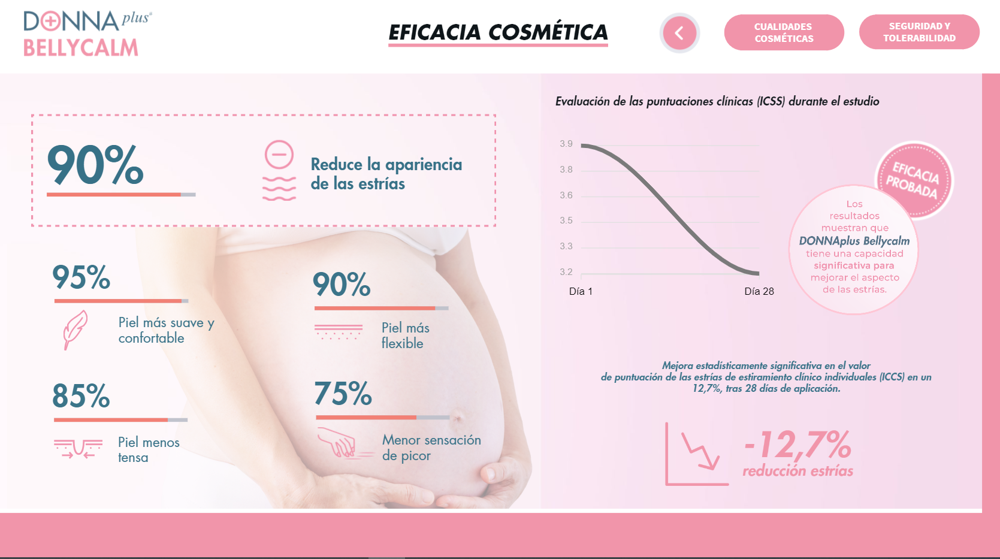 DONNA plus®
BELLYCALM
EFICACIA COSMÉTICA
CUALIDADES
COSMÉTICAS
SEGURIDAD Y
TOLERABILIDAD
90%
Reduce la apariencia
de las estrías
95%
Piel más suave y
confortable
90%
Piel más
flexible
85%
Piel menos
tensa
75%
Menor sensación
de picor
Evaluación de las puntuaciones clínicas (ICSS) durante el estudio
3.9
3.8
3.6
3.5
3.3
3.2
Día 1
Día 28
EFICACIA
PROBADA
Los
resultados
muestran que
DONNAplus Bellycalm
tiene una capacidad
significativa para
mejorar el aspecto
de las estrías.
Mejora estadísticamente significativa en el valor
de puntuación de las estrías de estiramiento clínico individuales (ICCS) en un
12,7%, tras 28 días de aplicación.
-12,7%
reducción estrías